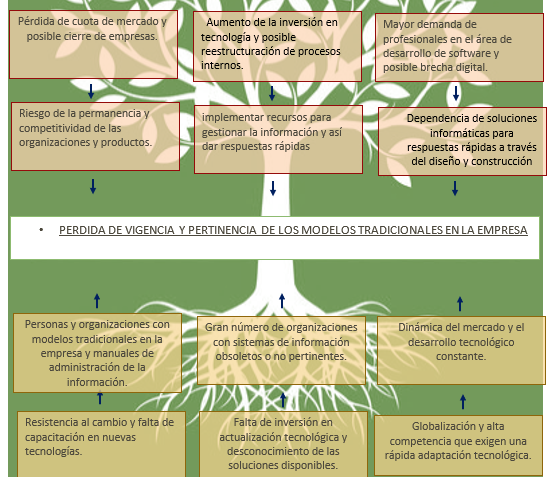 Pérdida de cuota de mercado y
posible cierre de empresas.
Aumento de la inversión en
tecnología y posible
reestructuración de procesos
internos.
Mayor demanda de
profesionales en el área de
desarrollo de software y
posible brecha digital.
Riesgo de la permanencia y
competitividad de las
organizaciones y productos.
implementar recursos para
gestionar la información y así
dar respuestas rápidas
Dependencia de soluciones
informáticas para
respuestas rápidas a través
del diseño y construcción
• PERDIDA DE VIGENCIA Y PERTINENCIA DE LOS MODELOS TRADICIONALES EN LA EMPRESA
Personas y organizaciones con
modelos tradicionales en la
empresa y manuales de
administración de la
información.
Gran número de organizaciones
con sistemas de información
obsoletos o no pertinentes.
Dinámica del mercado y el
desarrollo tecnológico
constante.
Resistencia al cambio y falta de
capacitación en nuevas
tecnologías.
Falta de inversión en
actualización tecnológica y
desconocimiento de las
soluciones disponibles.
Globalización y alta
competencia que exigen una
rápida adaptación tecnológica.